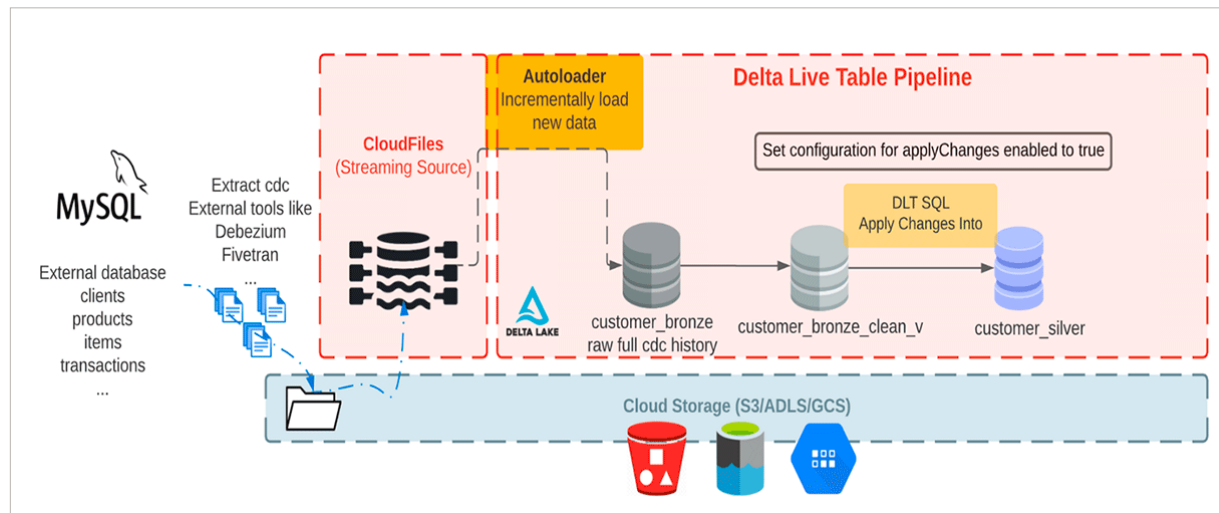 MySQL
External database
clients
products
items
transactions
...
Extract cdc
External tools like
Debezium
Fivetran
...
CloudFiles
(Streaming Source)
Autoloader
Incrementally load
new data
Delta Live Table Pipeline
Set configuration for applyChanges enabled to true
DLT SQL
Apply Changes Into
DELTA LAKE
customer_bronze
raw full cdc history
customer_bronze_clean_v
customer_silver
Cloud Storage (S3/ADLS/GCS)